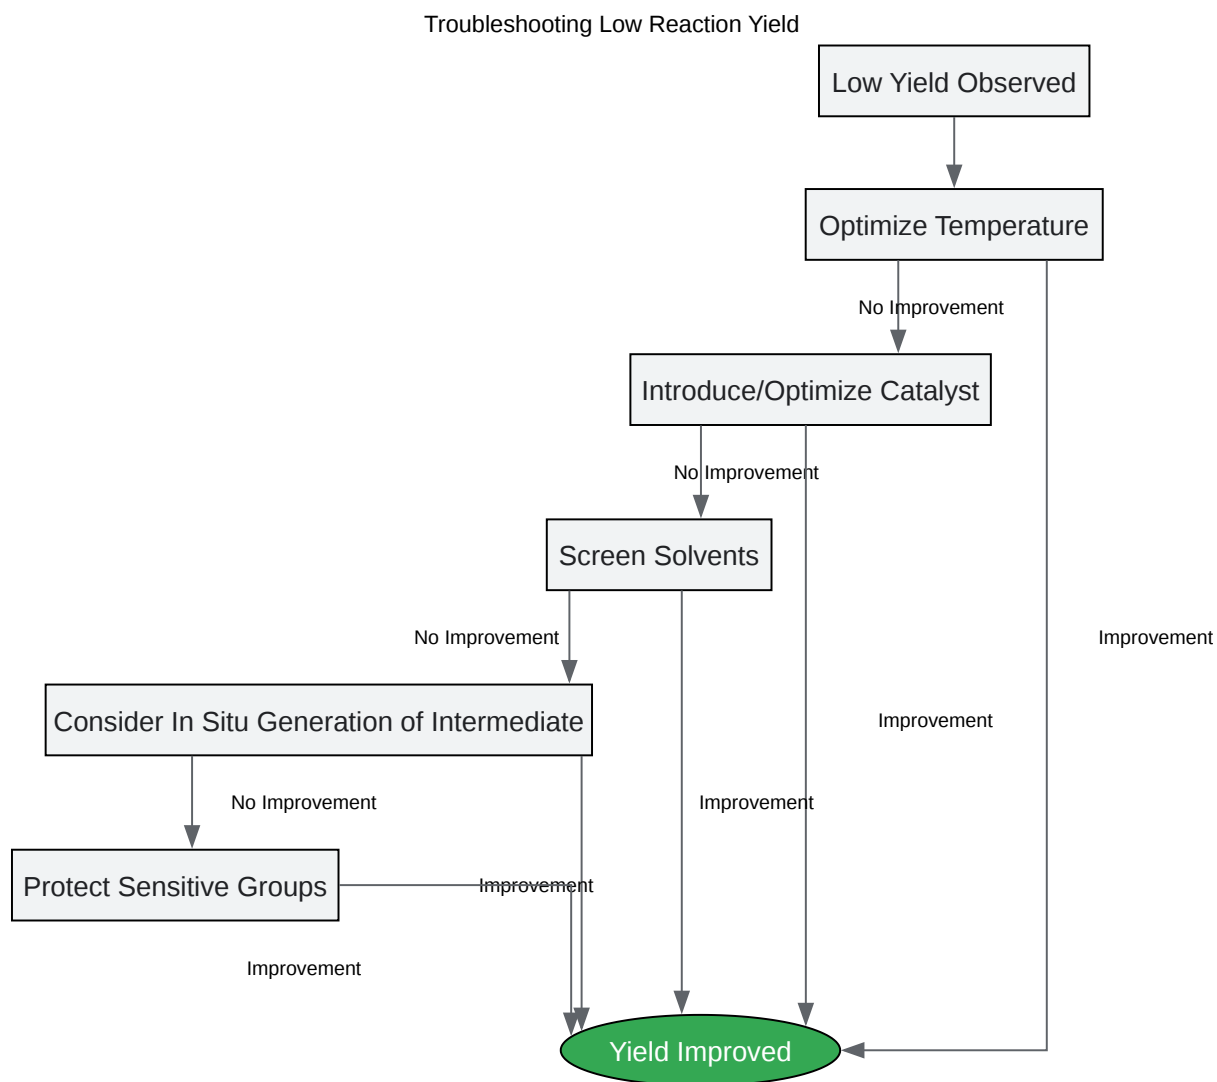 Troubleshooting Low Reaction Yield
Low Yield Observed
Optimize Temperature
No Improvement
Introduce/Optimize Catalyst
No Improvement
Screen Solvents
No Improvement
Improvement
Consider In Situ Generation of Intermediate
Improvement
No Improvement
Improvement
Protect Sensitive Groups
Improvement
Improvement
Yield Improved